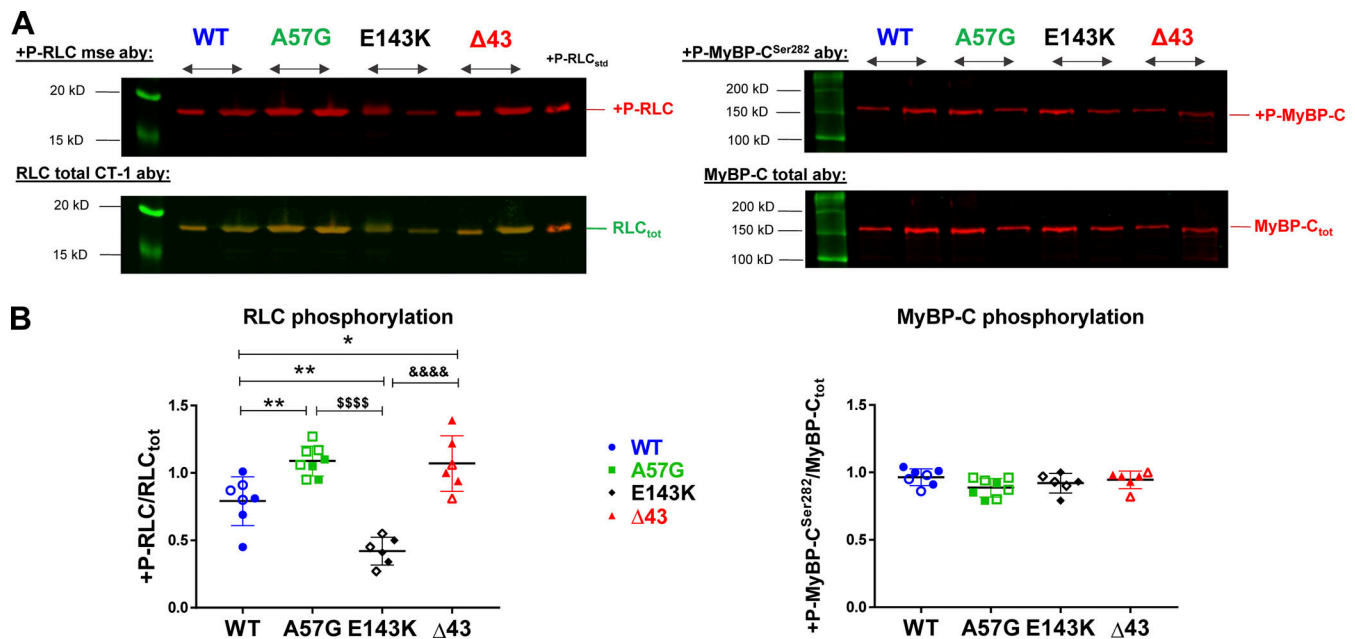 A
WT A57G E143K Δ43
+P-RLC mse aby:
+P-RLCstd
20 kD
15 kD
+P-RLC
RLC total CT-1 aby:
20 kD
15 kD
RLCtot
WT A57G E143K Δ43
+P-MyBP-CSer282 aby:
200 kD
150 kD
100 kD
+P-MyBP-C
MyBP-C total aby:
200 kD
150 kD
100 kD
MyBP-Ctot
B
RLC phosphorylation
*
** &&&&
** $$$$
+P-RLC/RLCtot
1.5
1.0
0.5
0.0
WT A57G E143K Δ43
WT
A57G
E143K
Δ43
MyBP-C phosphorylation
+P-MyBP-CSer282/MyBP-Ctot
1.5
1.0
0.5
0.0
WT A57G E143K Δ43